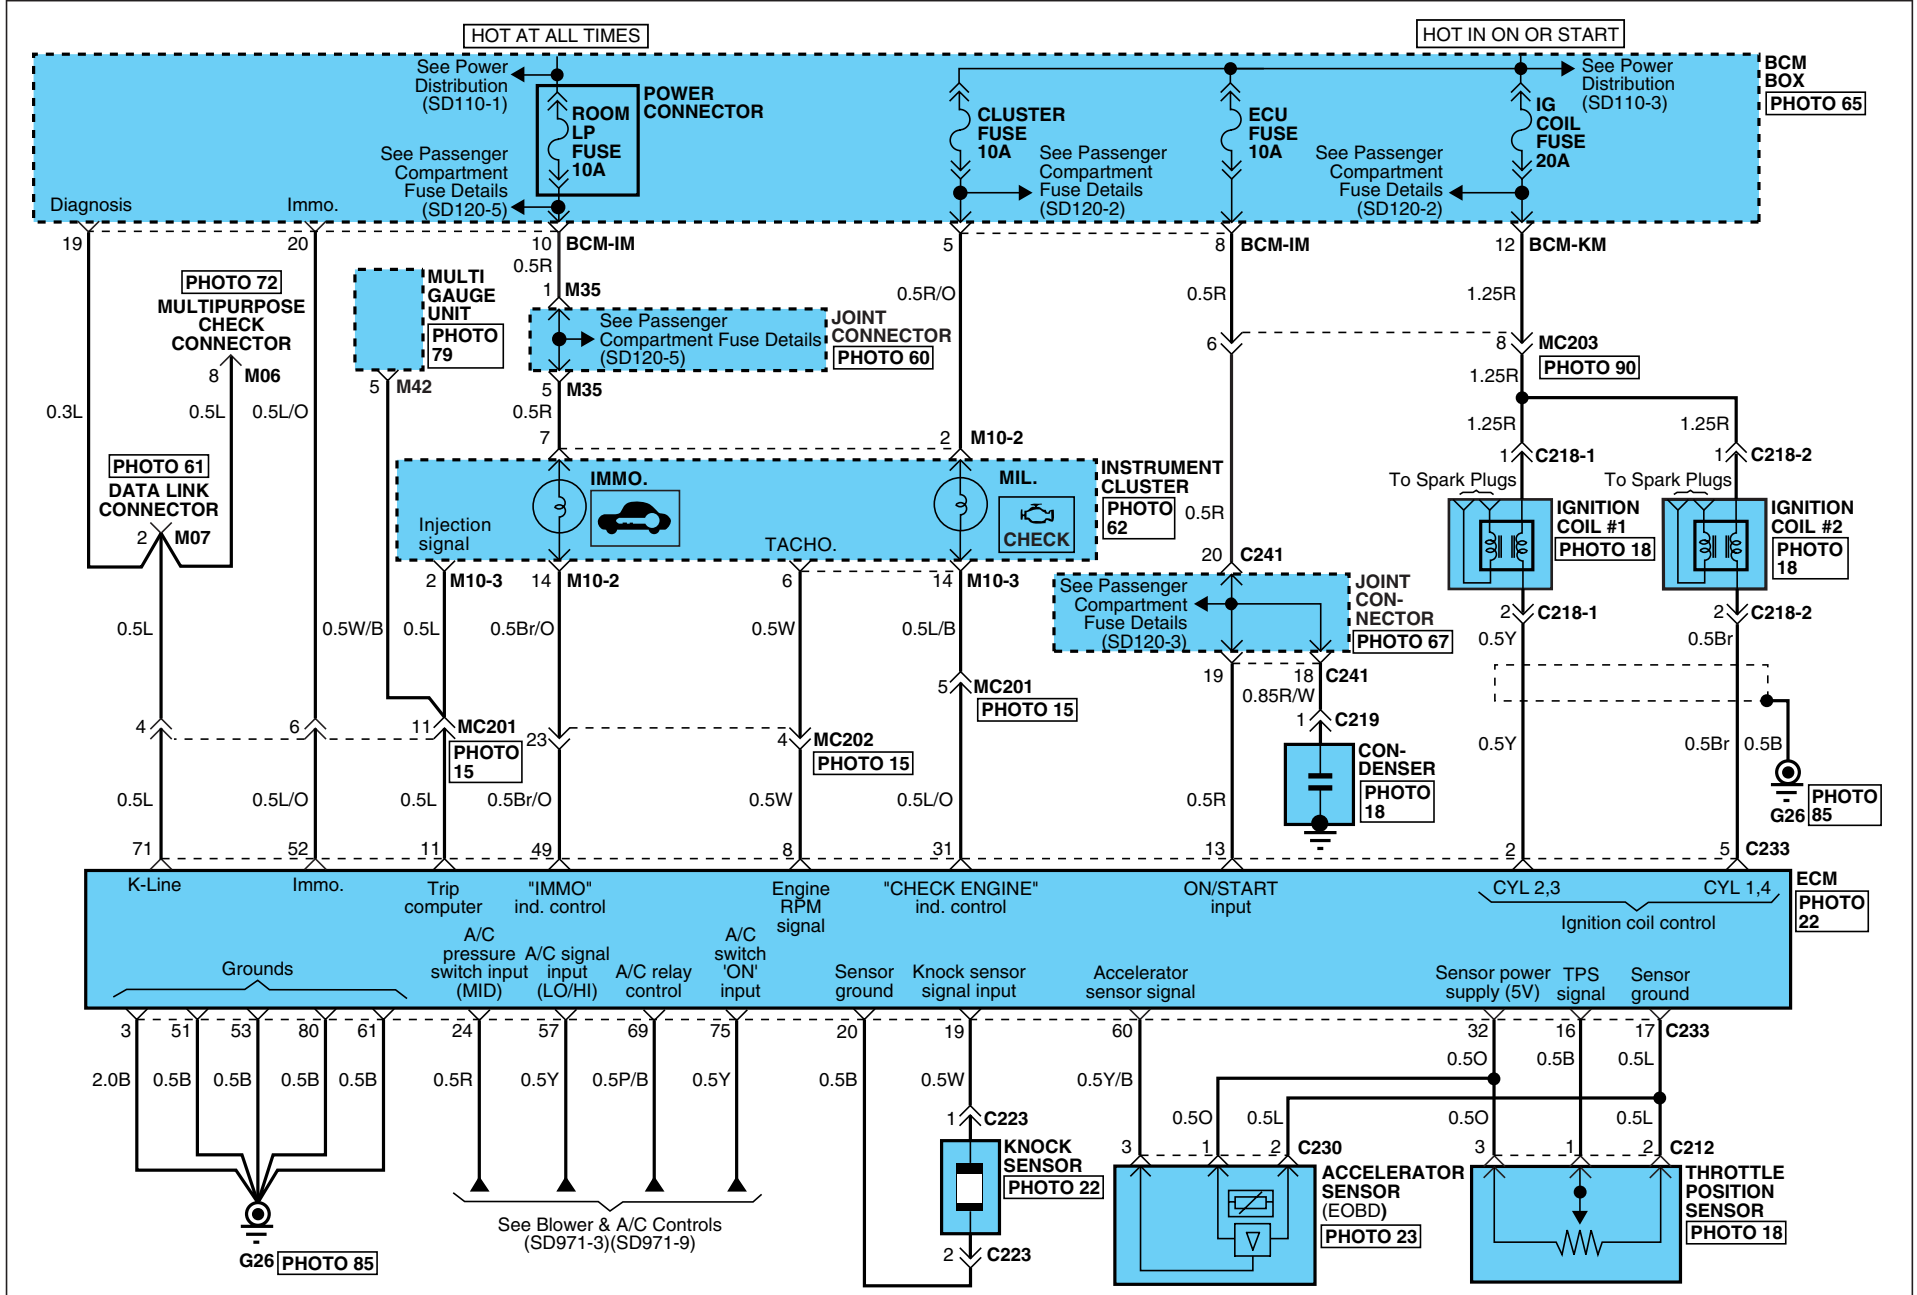 HOT AT ALL TIMES
HOT IN ON OR START
See Power
Distribution
(SD110-1)
POWER
CONNECTOR
ROOM
LP
FUSE
10A
See Passenger
Compartment
Fuse Details
(SD120-5)
CLUSTER
FUSE
10A
See Passenger
Compartment
Fuse Details
(SD120-2)
ECU
FUSE
10A
See Passenger
Compartment
Fuse Details
(SD120-2)
IG
COIL
FUSE
20A
See Power
Distribution
(SD110-3)
BCM
BOX
PHOTO 65
Diagnosis
Immo.
19
20
10
BCM-IM
5
8
BCM-IM
12
BCM-KM
0.5R
1
M35
PHOTO 72
MULTIPURPOSE
CHECK
CONNECTOR
8
M06
MULTI
GAUGE
UNIT
PHOTO
79
5
M42
See Passenger
Compartment Fuse Details
(SD120-5)
JOINT
CONNECTOR
PHOTO 60
5
M35
0.5R/O
0.5R
1.25R
6
8
MC203
PHOTO 90
1.25R
0.3L
0.5L
0.5L/O
0.5R
7
2
M10-2
1.25R
1.25R
1
C218-1
1
C218-2
PHOTO 61
DATA LINK
CONNECTOR
2
M07
Injection
signal
IMMO.
TACHO.
MIL.
CHECK
INSTRUMENT
CLUSTER
PHOTO
62
0.5R
20
C241
To Spark Plugs
To Spark Plugs
IGNITION
COIL #1
PHOTO 18
IGNITION
COIL #2
PHOTO
18
2
M10-3
14
M10-2
6
14
M10-3
See Passenger
Compartment
Fuse Details
(SD120-3)
JOINT
CON-
NECTOR
PHOTO 67
2
C218-1
2
C218-2
0.5L
0.5W/B
0.5L
0.5Br/O
0.5W
0.5L/B
0.5Y
0.5Br
19
18
C241
0.85R/W
1
C219
5
MC201
PHOTO 15
4
6
11
MC201
PHOTO
15
23
4
MC202
PHOTO 15
CON-
DENSER
PHOTO
18
0.5Y
0.5Br
0.5B
G26
PHOTO
85
0.5L
0.5L/O
0.5L
0.5Br/O
0.5W
0.5L/O
0.5R
71
52
11
49
8
31
13
2
5
C233
K-Line
Immo.
Trip
computer
"IMMO"
ind. control
Engine
RPM
signal
"CHECK ENGINE"
ind. control
ON/START
input
CYL 2,3
CYL 1,4
Ignition coil control
ECM
PHOTO
22
Grounds
A/C
pressure
switch input
(MID)
A/C signal
input
(LO/HI)
A/C relay
control
A/C
switch
'ON'
input
Sensor
ground
Knock sensor
signal input
Accelerator
sensor signal
Sensor power
supply (5V)
TPS
signal
Sensor
ground
3
51
53
80
61
24
57
69
75
20
19
60
32
16
17
C233
2.0B
0.5B
0.5B
0.5B
0.5B
0.5R
0.5Y
0.5P/B
0.5Y
0.5B
0.5W
0.5Y/B
0.5O
0.5B
0.5L
0.5O
0.5L
0.5O
0.5L
1
C223
3
1
2
C230
3
1
2
C212
KNOCK
SENSOR
PHOTO 22
ACCELERATOR
SENSOR
(EOBD)
PHOTO 23
THROTTLE
POSITION
SENSOR
PHOTO 18
2
C223
See Blower & A/C Controls
(SD971-3)(SD971-9)
G26
PHOTO 85